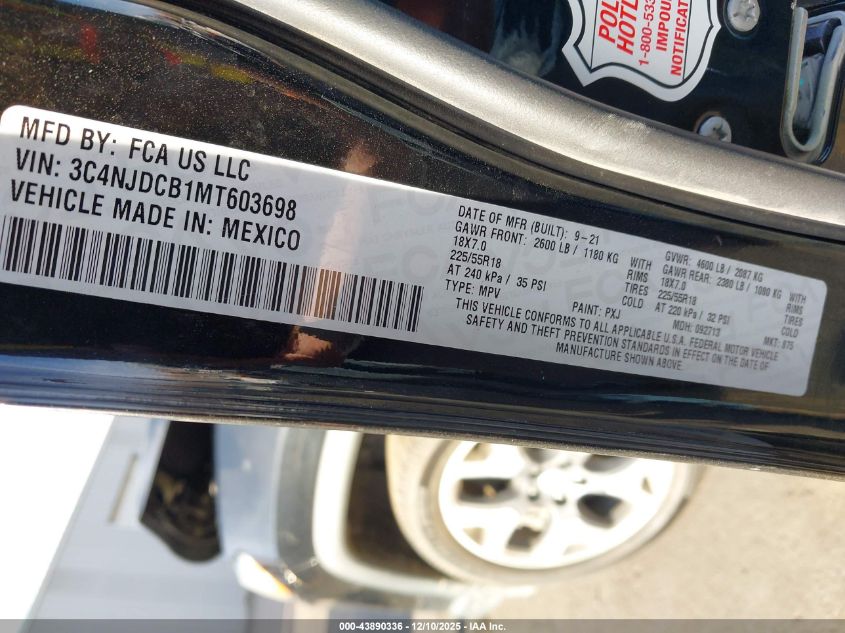 POL
HOTL
1-800-533
IMPOU
NOTIFICAT
MFD BY: FCA US LLC
VIN: 3C4NJDCB1MT603698
VEHICLE MADE IN: MEXICO
DATE OF MFR (BUILT): 9-21 GVWR: 4600 LB / 2087 KG
GAWR FRONT: 2600 LB / 1180 KG WITH GAWR REAR: 2380 LB / 1080 KG WITH
18X7.0 RIMS 18X7.0 RIMS
225/55R18 TIRES 225/55R18 TIRES
AT 240 kPa / 35 PSI COLD AT 220 kPa / 32 PSI COLD
TYPE: MPV PAINT: PXJ MDH: 092713 MKT: 875
THIS VEHICLE CONFORMS TO ALL APPLICABLE U.S.A. FEDERAL MOTOR VEHICLE
SAFETY AND THEFT PREVENTION STANDARDS IN EFFECT ON THE DATE OF
MANUFACTURE SHOWN ABOVE.
000-43890336 - 12/10/2025 - IAA Inc.